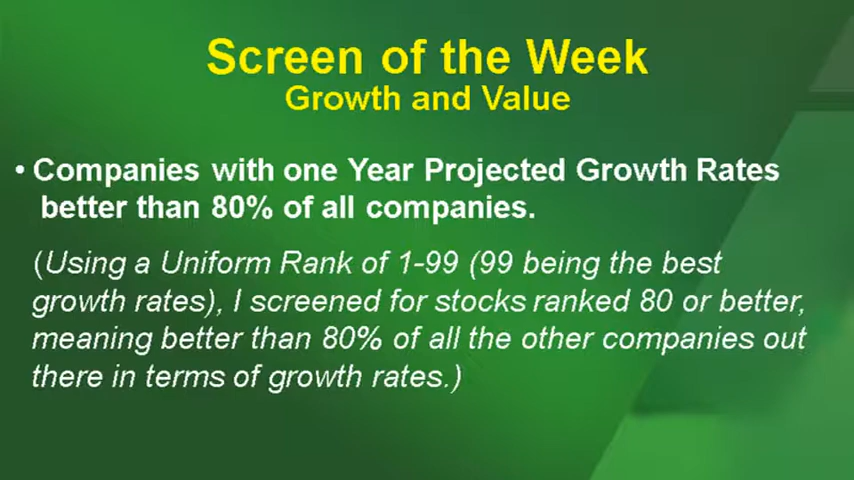 Screen of the Week
Growth and Value
• Companies with one Year Projected Growth Rates
better than 80% of all companies.
(Using a Uniform Rank of 1-99 (99 being the best
growth rates), I screened for stocks ranked 80 or better,
meaning better than 80% of all the other companies out
there in terms of growth rates.)